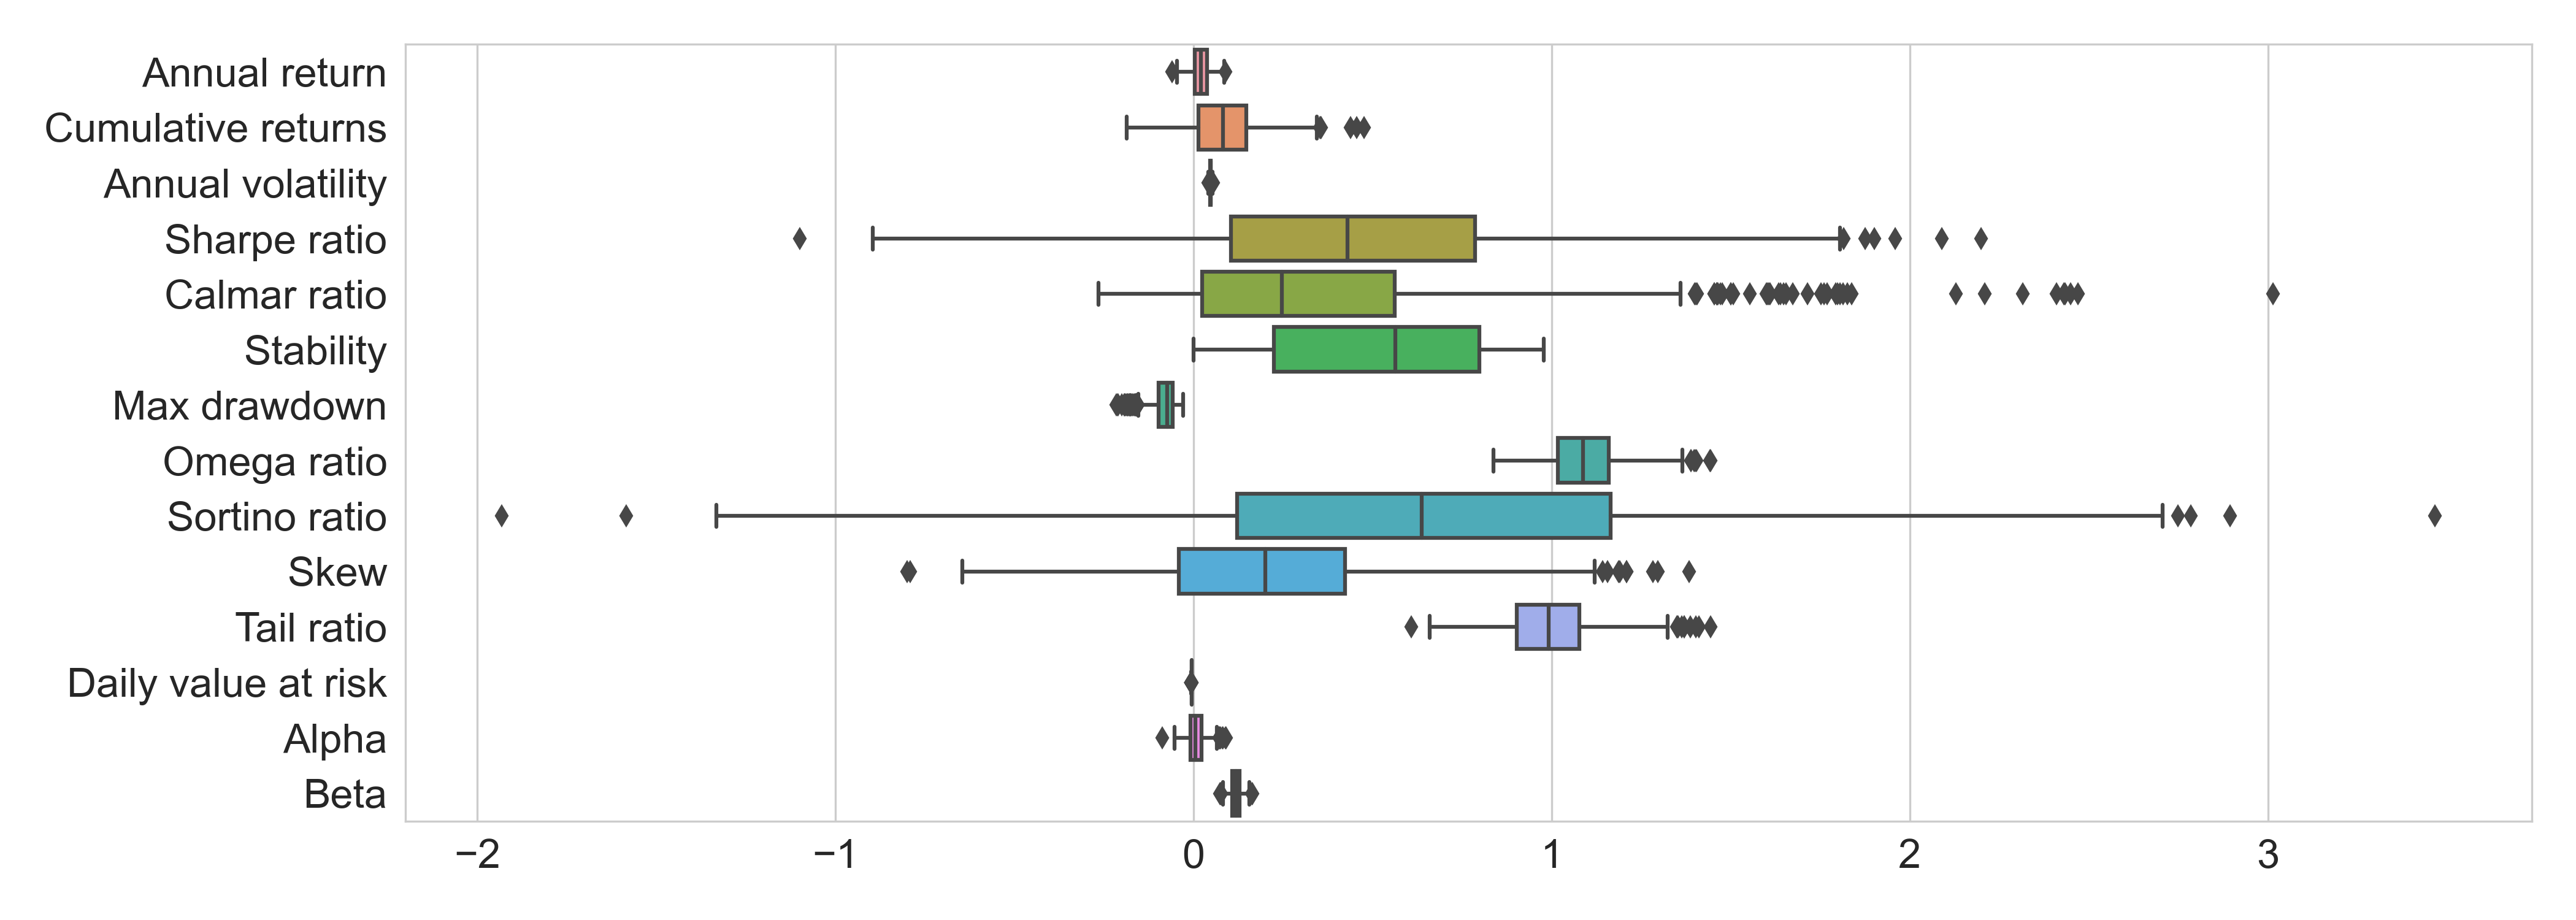 Annual return
Cumulative returns
Annual volatility
Sharpe ratio
Calmar ratio
Stability
Max drawdown
Omega ratio
Sortino ratio
Skew
Tail ratio
Daily value at risk
Alpha
Beta
−2 −1 0 1 2 3